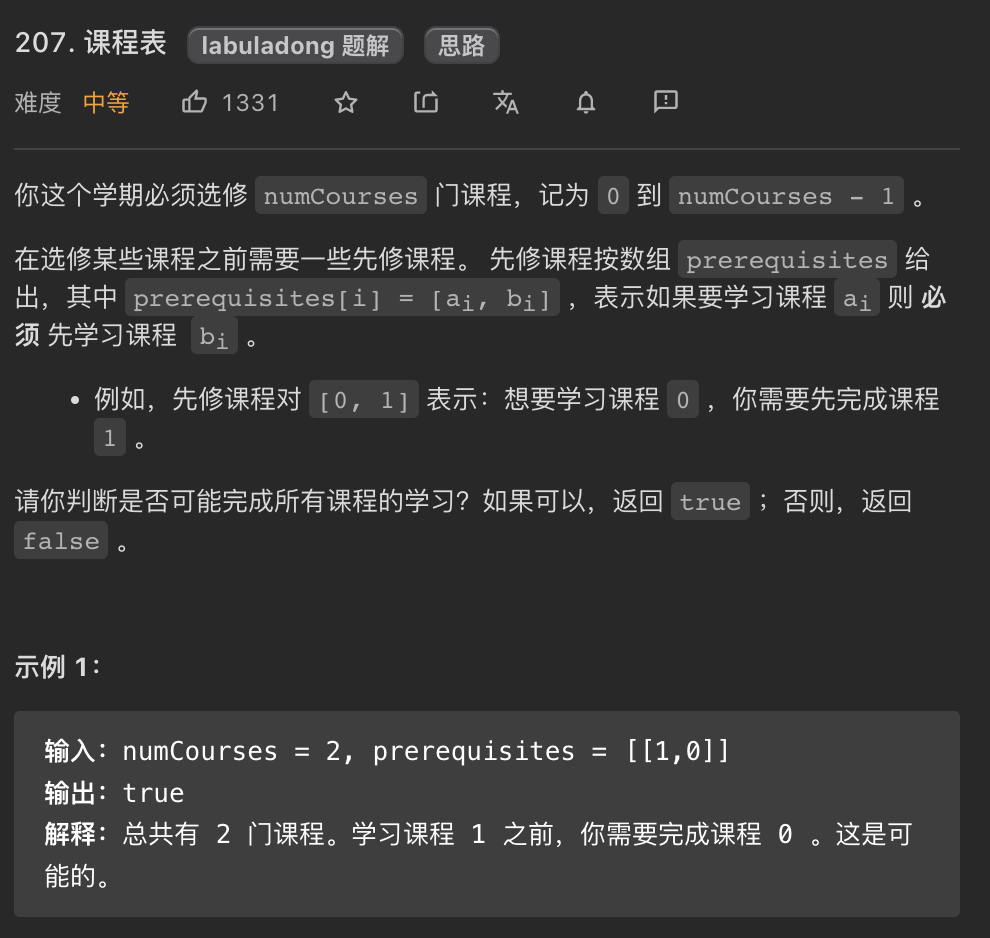 207. 课程表 labuladong 题解 思路
难度 中等 1331
你这个学期必须选修 numCourses 门课程，记为 0 到 numCourses - 1 。
在选修某些课程之前需要一些先修课程。 先修课程按数组 prerequisites 给
出，其中 prerequisites[i] = [ai, bi] ，表示如果要学习课程 ai 则 必
须 先学习课程 bi 。
• 例如，先修课程对 [0, 1] 表示：想要学习课程 0 ，你需要先完成课程
1 。
请你判断是否可能完成所有课程的学习？如果可以，返回 true ；否则，返回
false 。
示例 1：
输入：numCourses = 2, prerequisites = [[1,0]]
输出：true
解释：总共有 2 门课程。学习课程 1 之前，你需要完成课程 0 。这是可
能的。